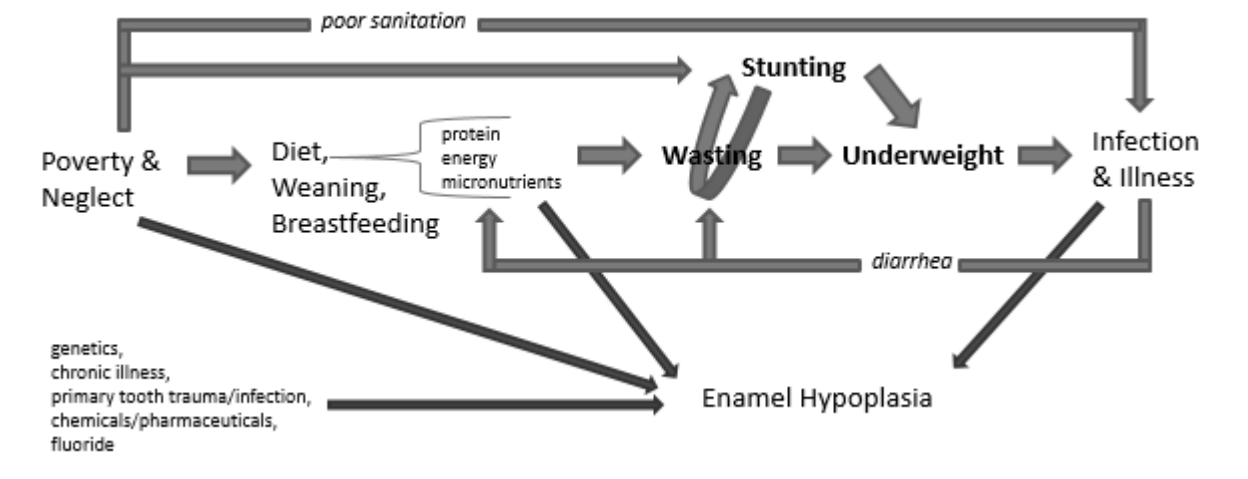 poor sanitation
Stunting
Poverty &
Neglect
Diet,
Weaning,
Breastfeeding
protein
energy
micronutrients
Wasting
Underweight
Infection
& Illness
diarrhea
genetics,
chronic illness,
primary tooth trauma/infection,
chemicals/pharmaceuticals,
fluoride
Enamel Hypoplasia